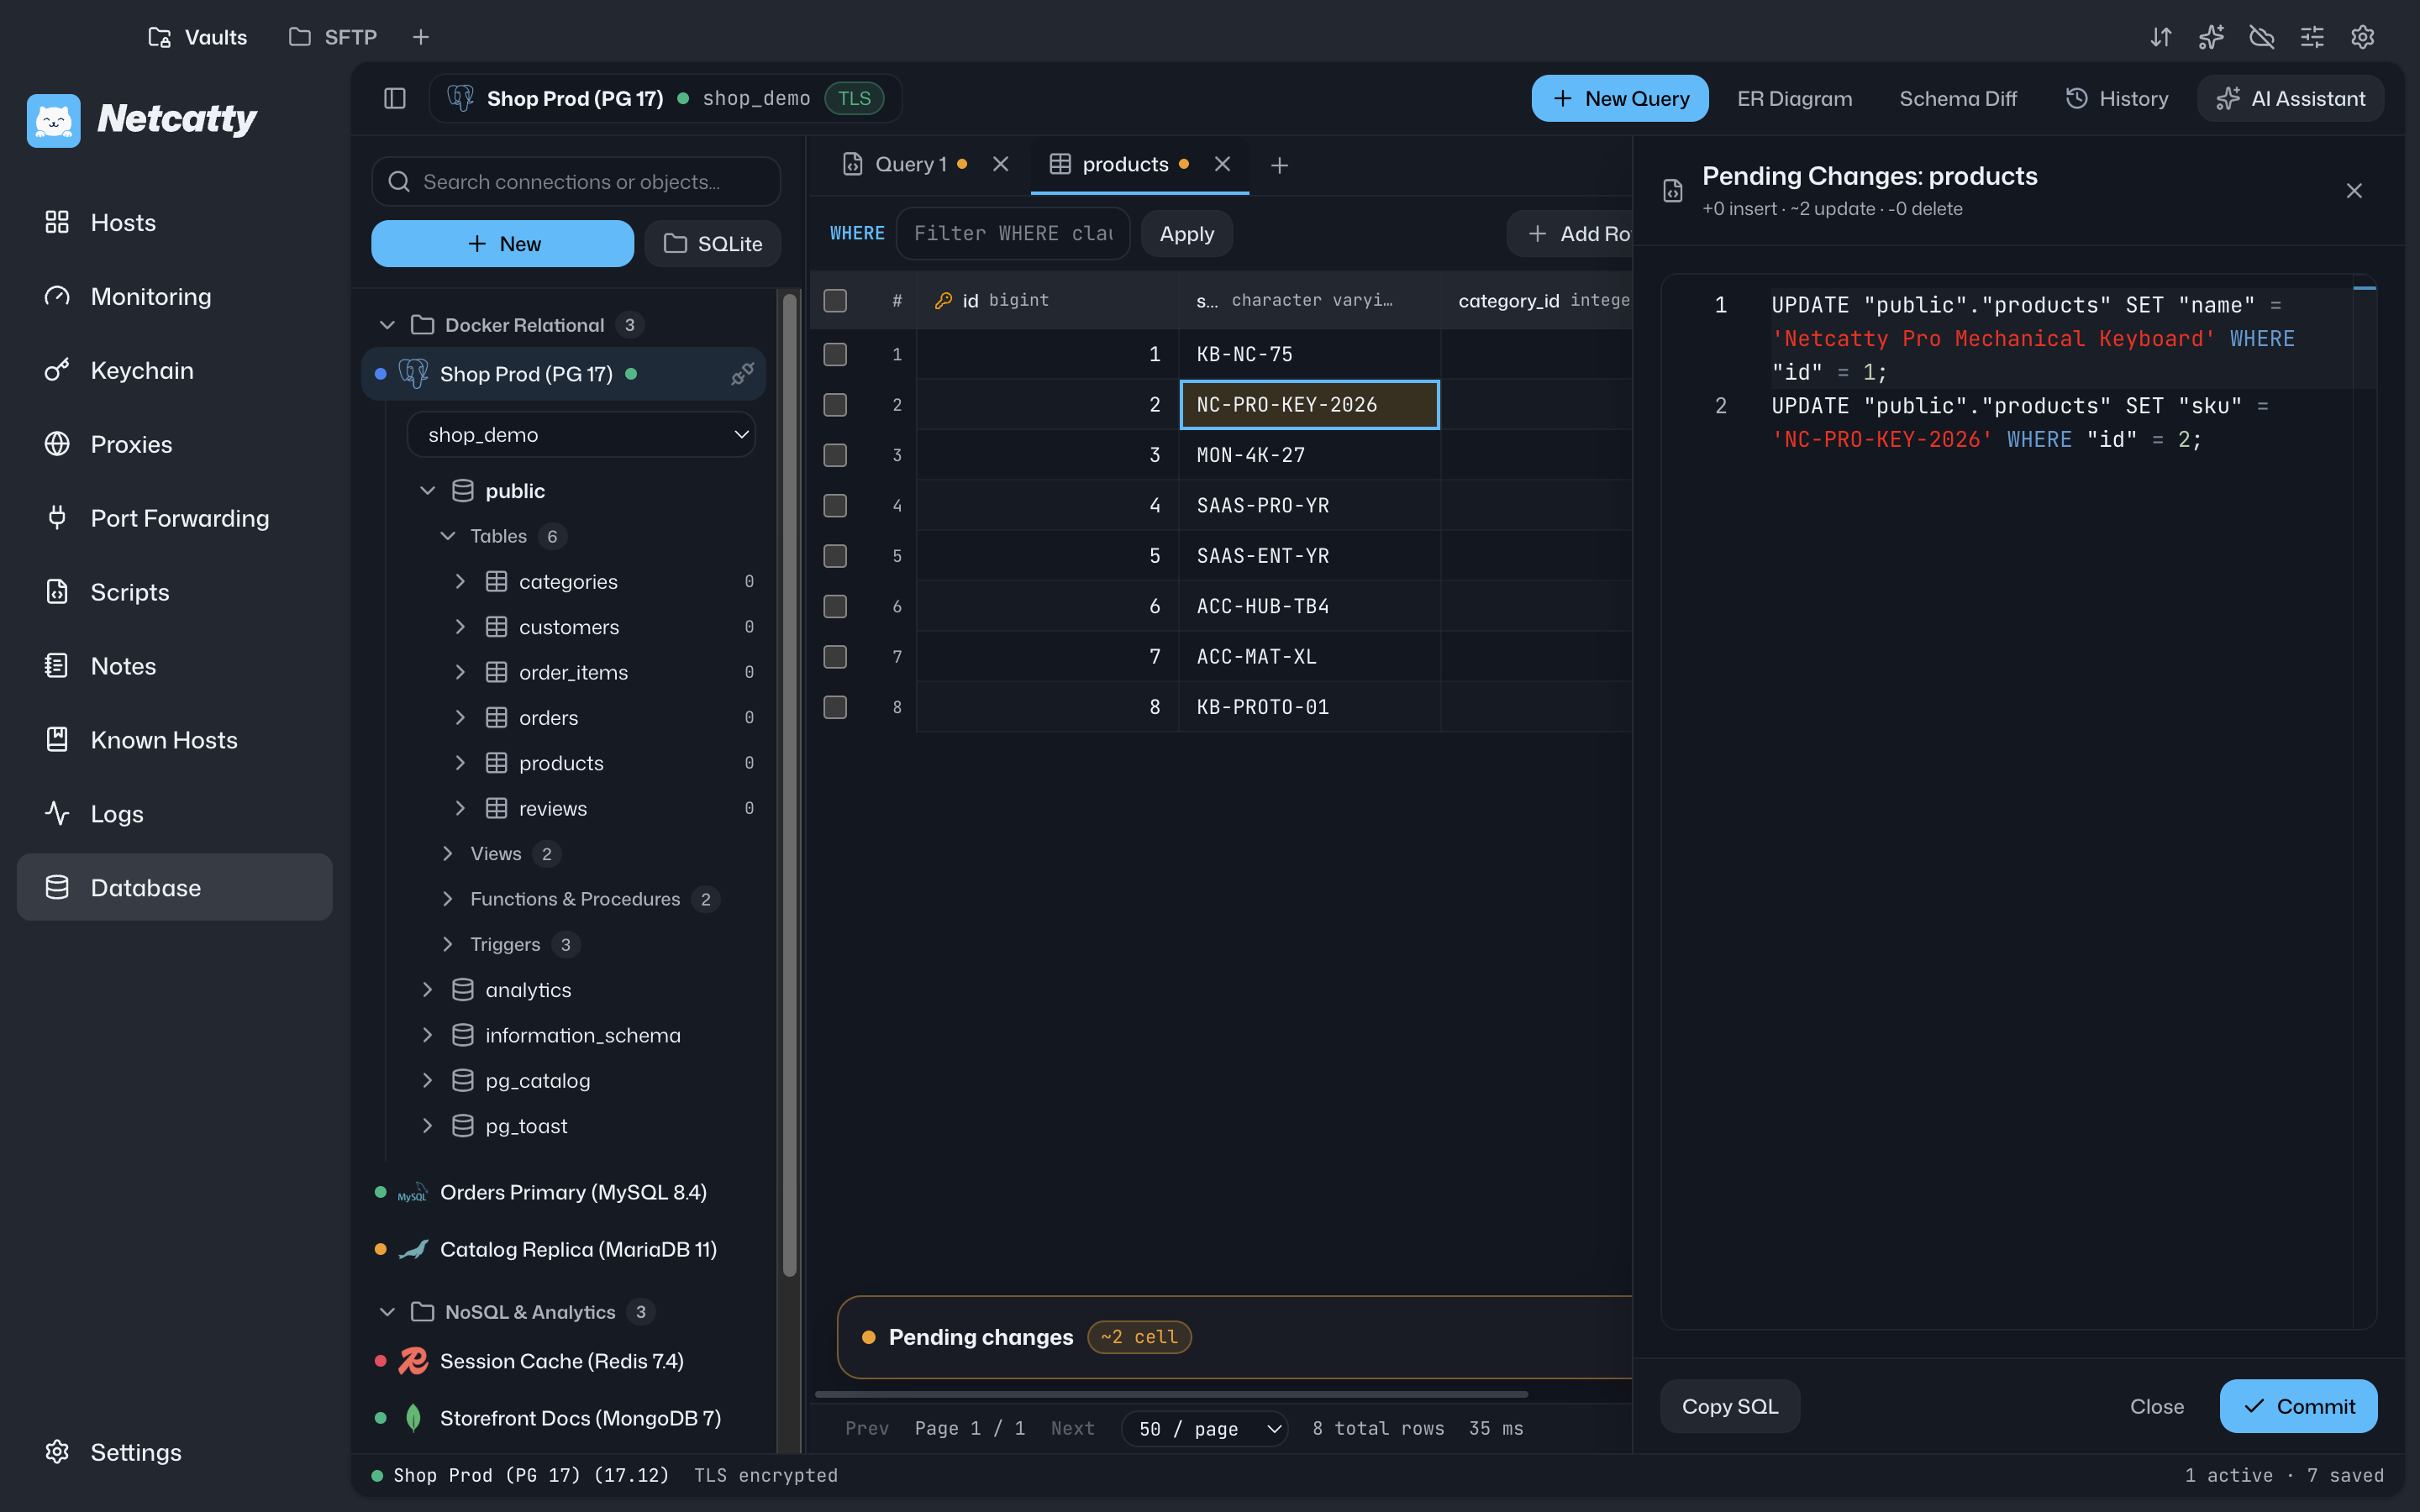 Vaults
SFTP
Netcatty
Hosts
Monitoring
Keychain
Proxies
Port Forwarding
Scripts
Notes
Known Hosts
Logs
Database
Settings
Shop Prod (PG 17) shop_demo TLS
New Query
ER Diagram
Schema Diff
History
AI Assistant
Search connections or objects...
New
SQLite
Docker Relational 3
Shop Prod (PG 17)
shop_demo
public
Tables 6
categories 0
customers 0
order_items 0
orders 0
products 0
reviews 0
Views 2
Functions & Procedures 2
Triggers 3
analytics
information_schema
pg_catalog
pg_toast
MySQL Orders Primary (MySQL 8.4)
Catalog Replica (MariaDB 11)
NoSQL & Analytics 3
Session Cache (Redis 7.4)
Storefront Docs (MongoDB 7)
Query 1
products
WHERE Filter WHERE clau
Apply
Add Ro
# id bigint s... character varyi... category_id intege
1 1 KB-NC-75
2 2 NC-PRO-KEY-2026
3 3 MON-4K-27
4 4 SAAS-PRO-YR
5 5 SAAS-ENT-YR
6 6 ACC-HUB-TB4
7 7 ACC-MAT-XL
8 8 KB-PROTO-01
Pending changes ~2 cell
Prev Page 1 / 1 Next 50 / page 8 total rows 35 ms
Pending Changes: products
+0 insert · ~2 update · -0 delete
1 UPDATE "public"."products" SET "name" =
'Netcatty Pro Mechanical Keyboard' WHERE
"id" = 1;
2 UPDATE "public"."products" SET "sku" =
'NC-PRO-KEY-2026' WHERE "id" = 2;
Copy SQL
Close
Commit
Shop Prod (PG 17) (17.12) TLS encrypted
1 active · 7 saved